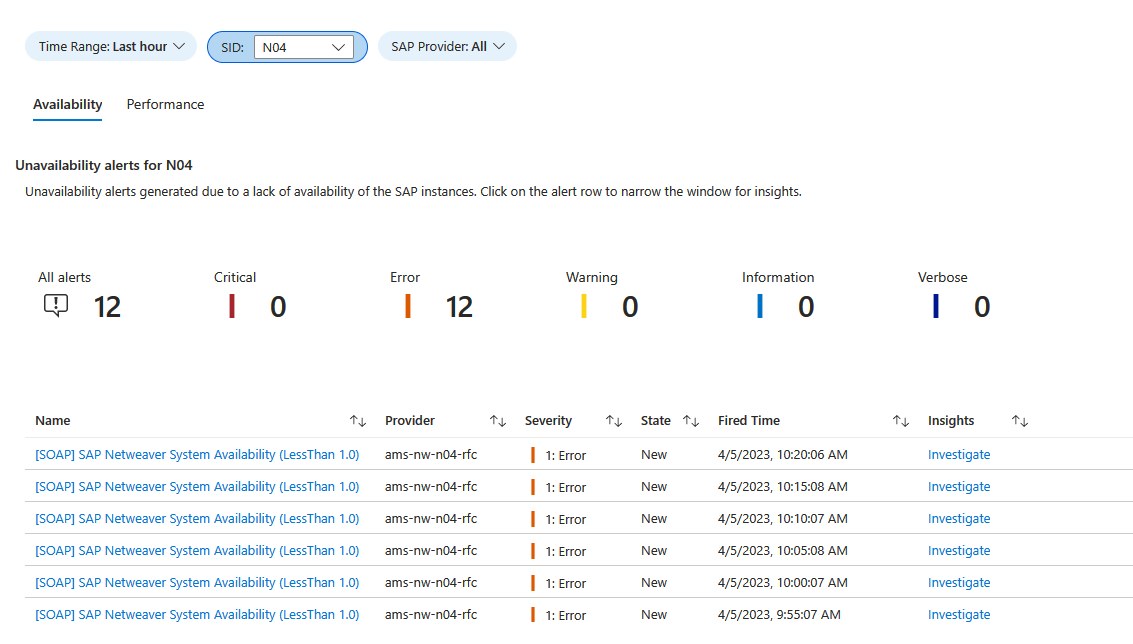 Time Range: Last hour SID: N04 SAP Provider: All
Availability Performance
Unavailability alerts for N04
Unavailability alerts generated due to a lack of availability of the SAP instances. Click on the alert row to narrow the window for insights.
All alerts Critical Error Warning Information Verbose
12 0 12 0 0 0
Name Provider Severity State Fired Time Insights
[SOAP] SAP Netweaver System Availability (LessThan 1.0) ams-nw-n04-rfc 1: Error New 4/5/2023, 10:20:06 AM Investigate
[SOAP] SAP Netweaver System Availability (LessThan 1.0) ams-nw-n04-rfc 1: Error New 4/5/2023, 10:15:08 AM Investigate
[SOAP] SAP Netweaver System Availability (LessThan 1.0) ams-nw-n04-rfc 1: Error New 4/5/2023, 10:10:07 AM Investigate
[SOAP] SAP Netweaver System Availability (LessThan 1.0) ams-nw-n04-rfc 1: Error New 4/5/2023, 10:05:08 AM Investigate
[SOAP] SAP Netweaver System Availability (LessThan 1.0) ams-nw-n04-rfc 1: Error New 4/5/2023, 10:00:07 AM Investigate
[SOAP] SAP Netweaver System Availability (LessThan 1.0) ams-nw-n04-rfc 1: Error New 4/5/2023, 9:55:07 AM Investigate